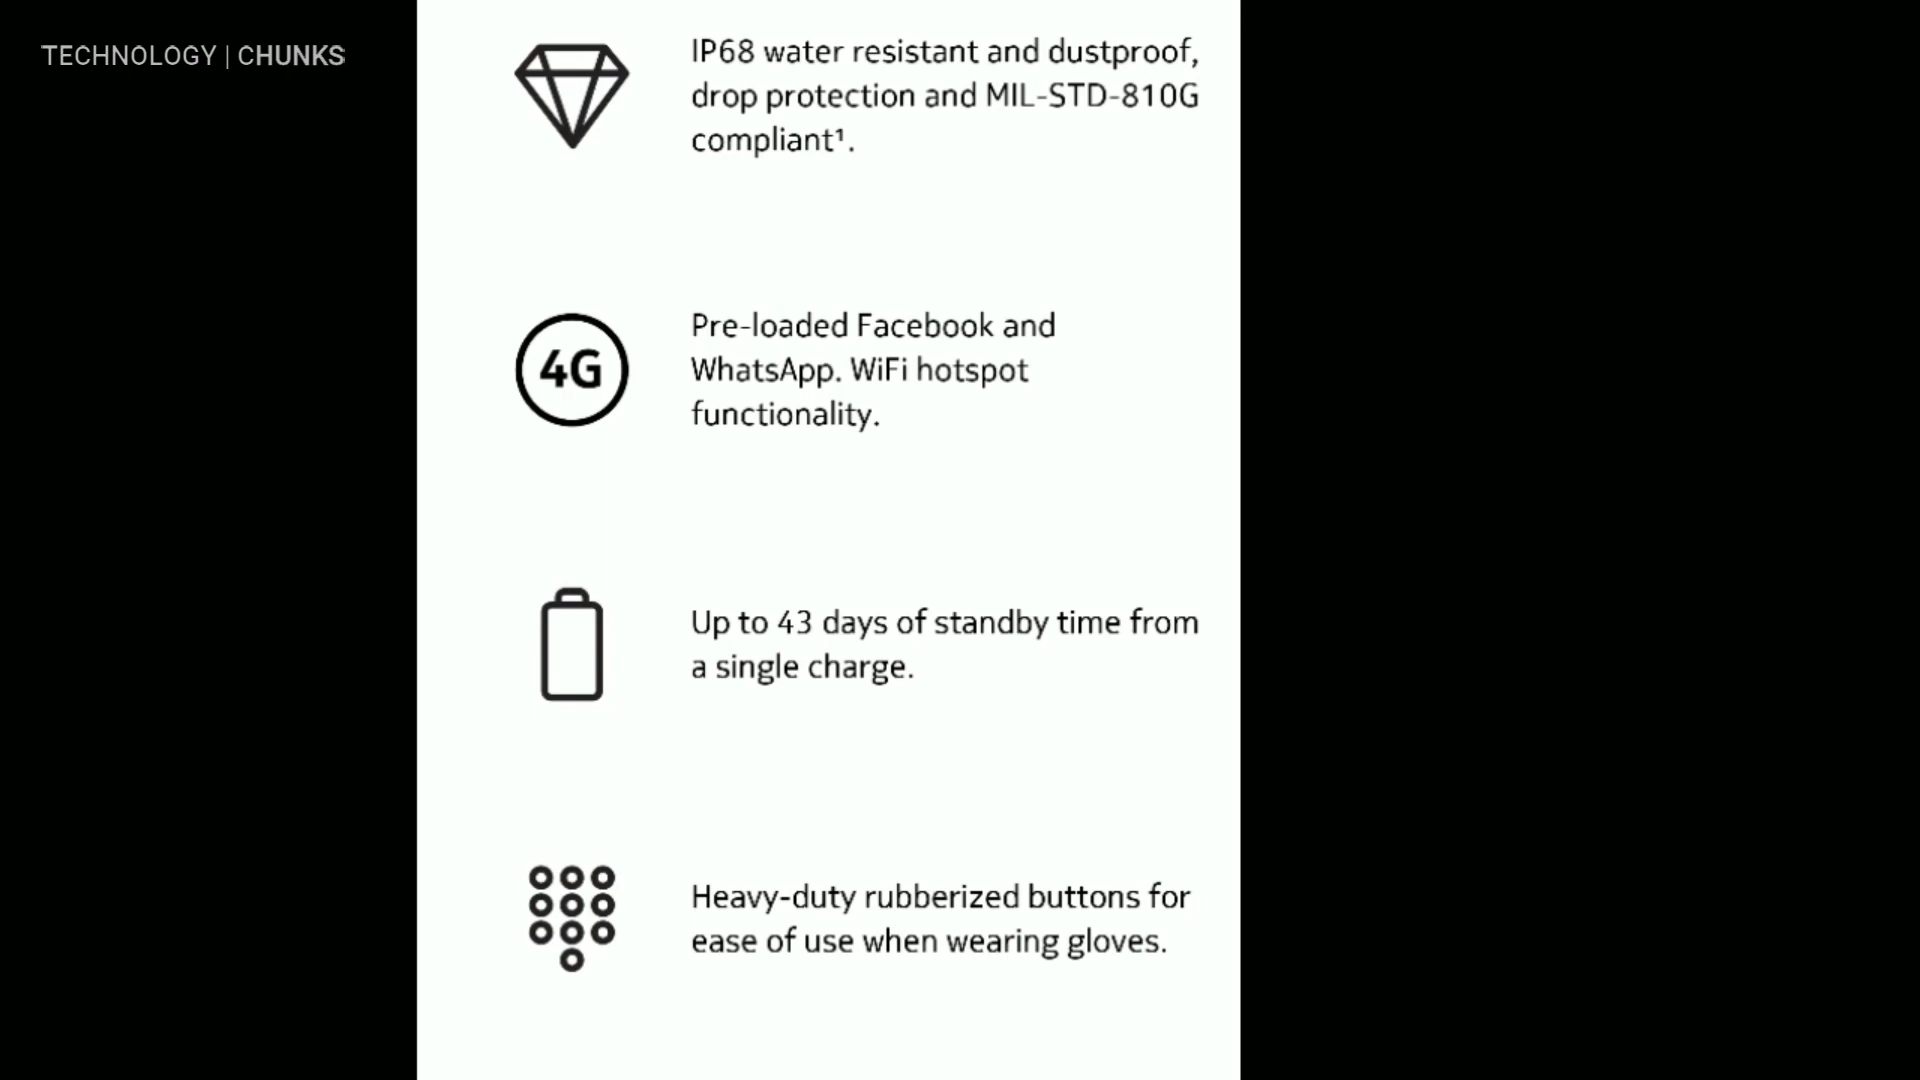 TECHNOLOGY | CHUNKS
IP68 water resistant and dustproof,
drop protection and MIL-STD-810G
compliant¹.
4G
Pre-loaded Facebook and
WhatsApp. WiFi hotspot
functionality.
Up to 43 days of standby time from
a single charge.
Heavy-duty rubberized buttons for
ease of use when wearing gloves.